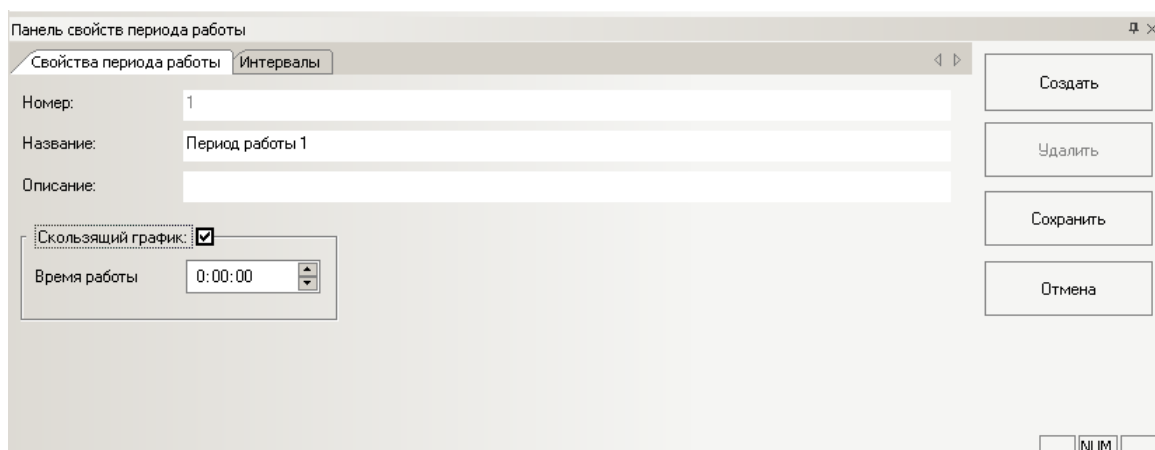 Панель свойств периода работы
Свойства периода работы Интервалы
Номер: 1
Название: Период работы 1
Описание:
Скользящий график:
Время работы 0:00:00
Создать
Удалить
Сохранить
Отмена
NUM